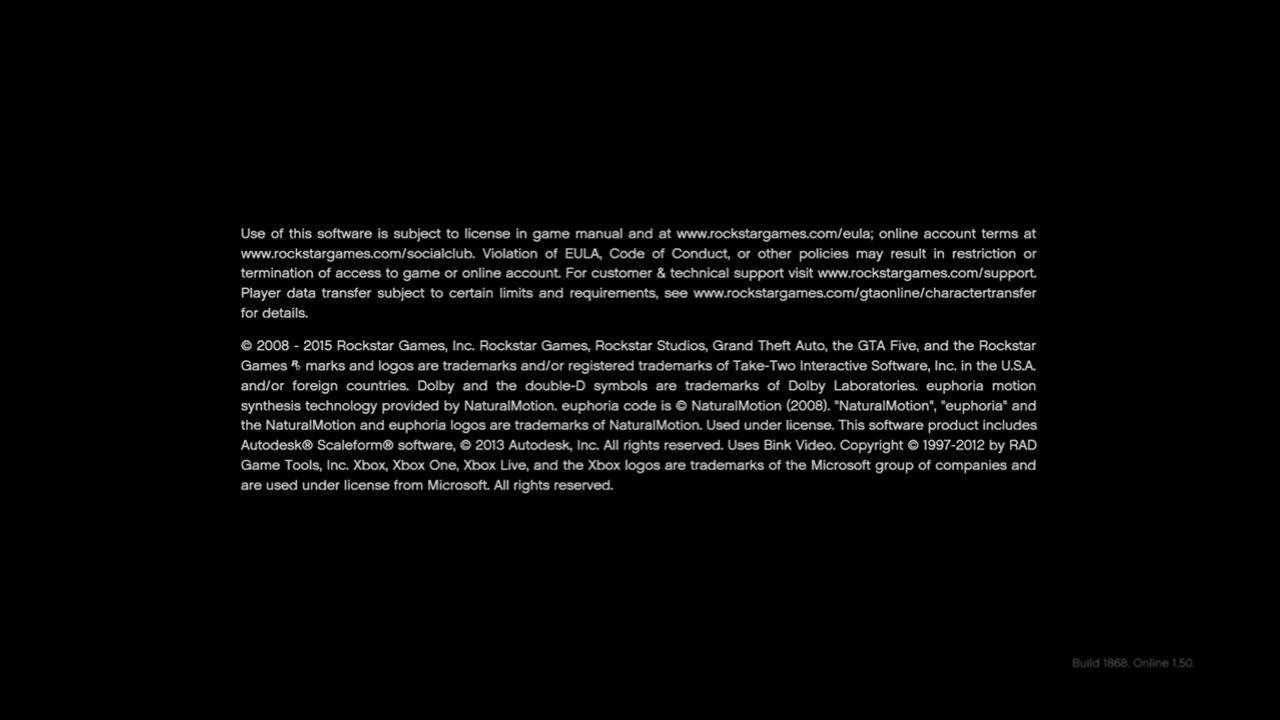 Use of this software is subject to license in game manual and at www.rockstargames.com/eula; online account terms at
www.rockstargames.com/socialclub. Violation of EULA, Code of Conduct, or other policies may result in restriction or
termination of access to game or online account. For customer & technical support visit www.rockstargames.com/support.
Player data transfer subject to certain limits and requirements, see www.rockstargames.com/gtaonline/charactertransfer
for details.
© 2008 - 2015 Rockstar Games, Inc. Rockstar Games, Rockstar Studios, Grand Theft Auto, the GTA Five, and the Rockstar
Games R* marks and logos are trademarks and/or registered trademarks of Take-Two Interactive Software, Inc. in the U.S.A.
and/or foreign countries. Dolby and the double-D symbols are trademarks of Dolby Laboratories. euphoria motion
synthesis technology provided by NaturalMotion. euphoria code is © NaturalMotion (2008). "NaturalMotion", "euphoria" and
the NaturalMotion and euphoria logos are trademarks of NaturalMotion. Used under license. This software product includes
Autodesk® Scaleform® software, © 2013 Autodesk, Inc. All rights reserved. Uses Bink Video. Copyright © 1997-2012 by RAD
Game Tools, Inc. Xbox, Xbox One, Xbox Live, and the Xbox logos are trademarks of the Microsoft group of companies and
are used under license from Microsoft. All rights reserved.
Build 1868. Online 1.50.